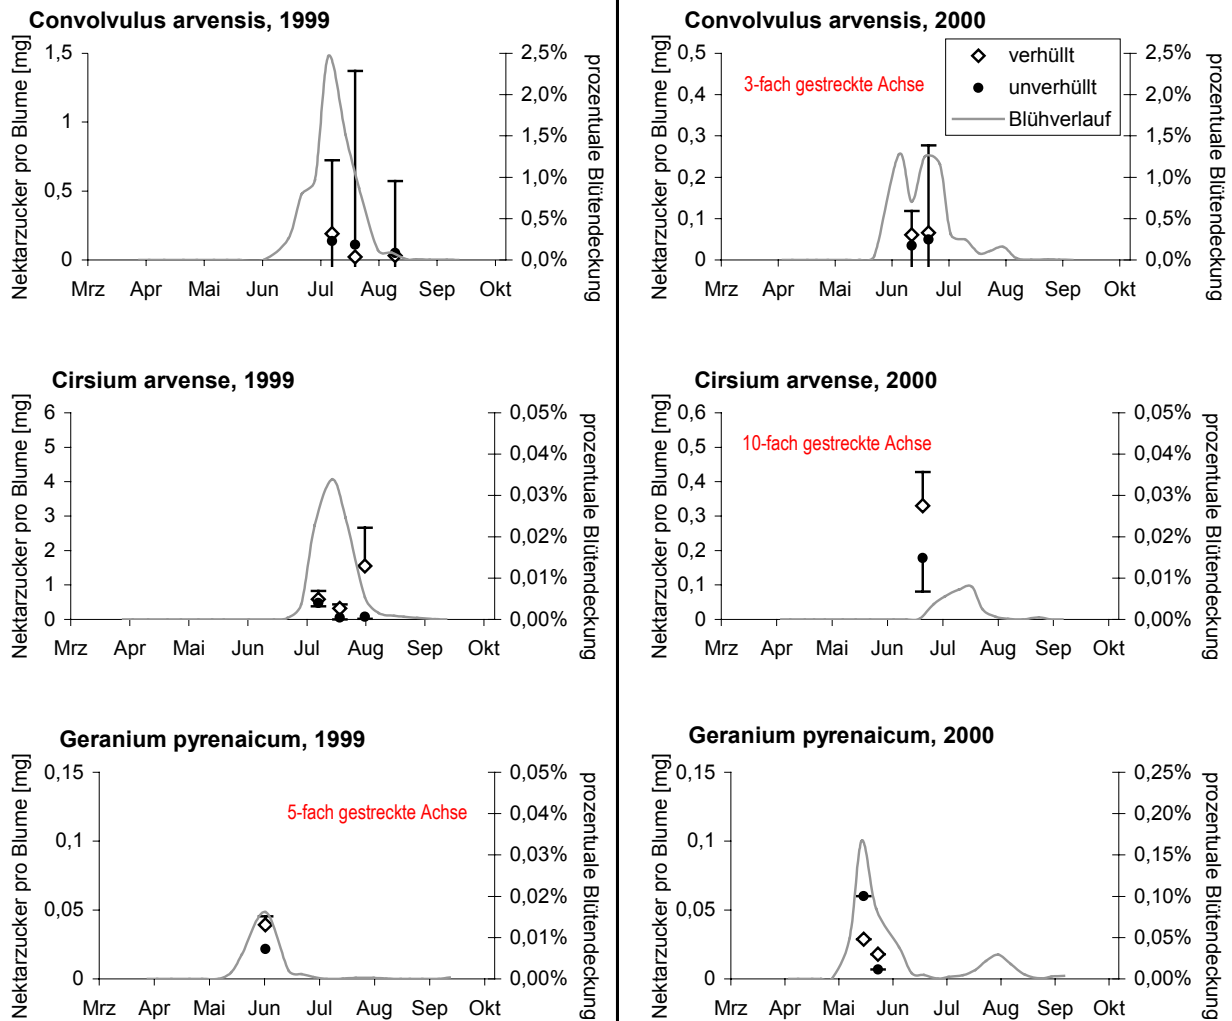 Convolvulus arvensis, 1999
Nektarzucker pro Blume [mg]
1,5
1
0,5
0
2,5%
2,0%
1,5%
1,0%
0,5%
0,0%
prozentuale Blütendeckung
Mrz Apr Mai Jun Jul Aug Sep Okt
Convolvulus arvensis, 2000
Nektarzucker pro Blume [mg]
0,5
0,4
0,3
0,2
0,1
0
3-fach gestreckte Achse
verhüllt
unverhüllt
Blühverlauf
2,5%
2,0%
1,5%
1,0%
0,5%
0,0%
prozentuale Blütendeckung
Mrz Apr Mai Jun Jul Aug Sep Okt
Cirsium arvense, 1999
Nektarzucker pro Blume [mg]
6
5
4
3
2
1
0
0,05%
0,04%
0,03%
0,02%
0,01%
0,00%
prozentuale Blütendeckung
Mrz Apr Mai Jun Jul Aug Sep Okt
Cirsium arvense, 2000
Nektarzucker pro Blume [mg]
0,6
0,5
0,4
0,3
0,2
0,1
0
10-fach gestreckte Achse
0,05%
0,04%
0,03%
0,02%
0,01%
0,00%
prozentuale Blütendeckung
Mrz Apr Mai Jun Jul Aug Sep Okt
Geranium pyrenaicum, 1999
Nektarzucker pro Blume [mg]
0,15
0,1
0,05
0
5-fach gestreckte Achse
0,05%
0,04%
0,03%
0,02%
0,01%
0,00%
prozentuale Blütendeckung
Mrz Apr Mai Jun Jul Aug Sep Okt
Geranium pyrenaicum, 2000
Nektarzucker pro Blume [mg]
0,15
0,1
0,05
0
0,25%
0,20%
0,15%
0,10%
0,05%
0,00%
prozentuale Blütendeckung
Mrz Apr Mai Jun Jul Aug Sep Okt